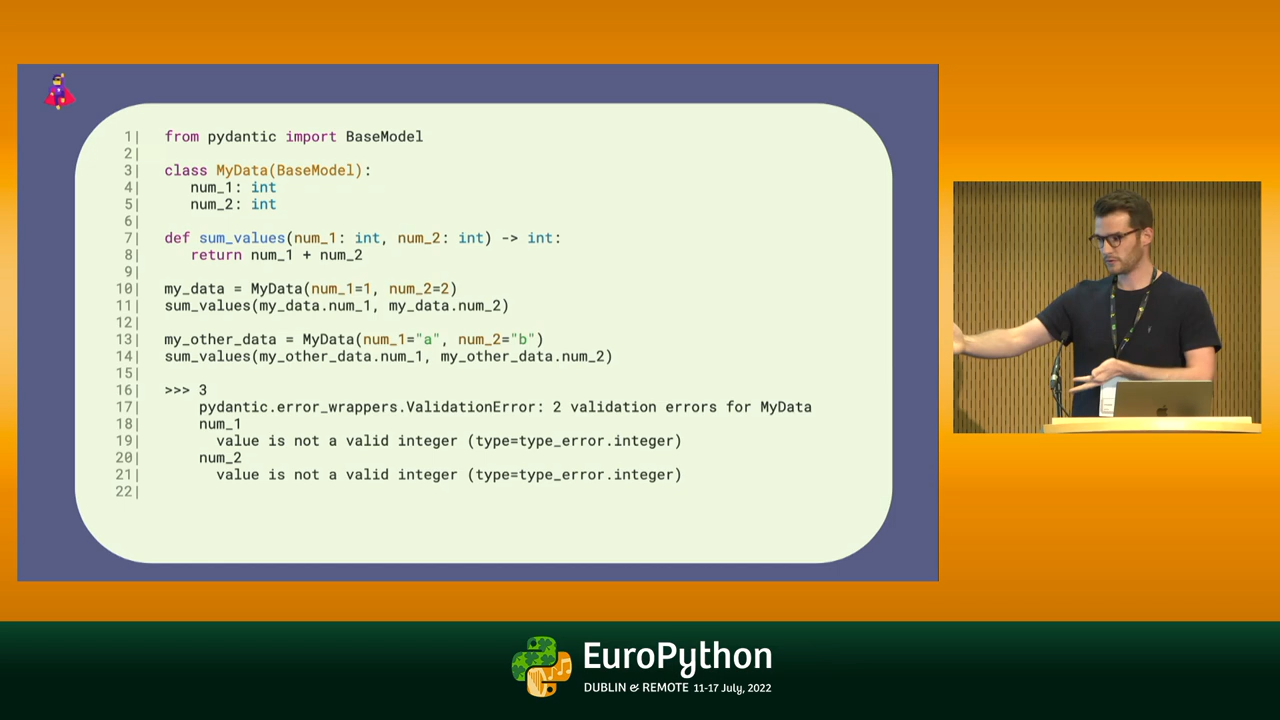 1| from pydantic import BaseModel
2|
3| class MyData(BaseModel):
4| num_1: int
5| num_2: int
6|
7| def sum_values(num_1: int, num_2: int) -> int:
8| return num_1 + num_2
9|
10| my_data = MyData(num_1=1, num_2=2)
11| sum_values(my_data.num_1, my_data.num_2)
12|
13| my_other_data = MyData(num_1="a", num_2="b")
14| sum_values(my_other_data.num_1, my_other_data.num_2)
15|
16| >>> 3
17| pydantic.error_wrappers.ValidationError: 2 validation errors for MyData
18| num_1
19| value is not a valid integer (type=type_error.integer)
20| num_2
21| value is not a valid integer (type=type_error.integer)
22|
EuroPython
DUBLIN & REMOTE 11-17 July, 2022